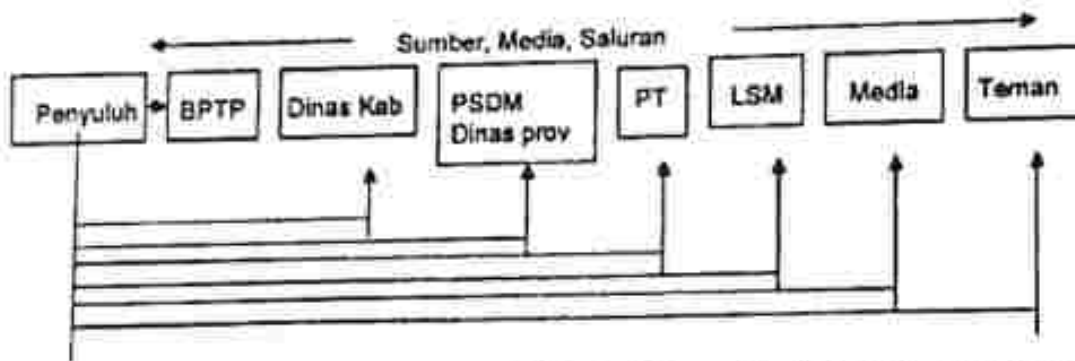 Sumber, Media, Saluran
Penyuluh
BPTP
Dinas Kab
PSDM
Dinas prov
PT
LSM
Media
Teman